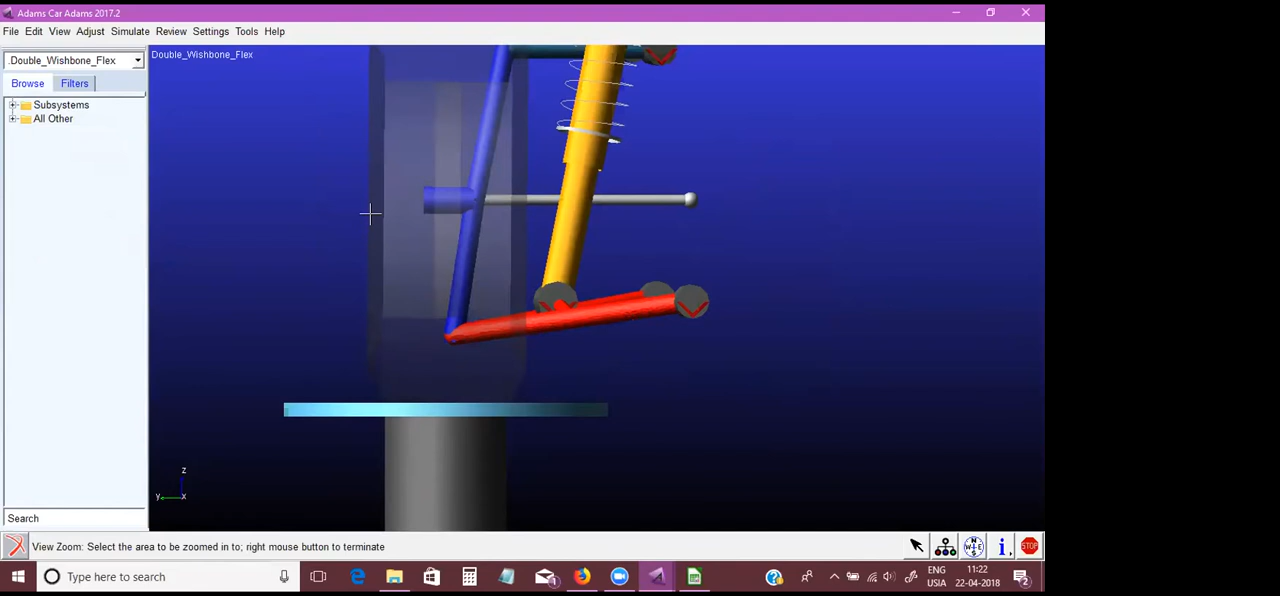 Adams Car Adams 2017.2
File Edit View Adjust Simulate Review Settings Tools Help
.Double_Wishbone_Flex
Double_Wishbone_Flex
Browse Filters
Subsystems
All Other
z
y x
Search
View Zoom: Select the area to be zoomed in to; right mouse button to terminate
N
W E
S
i
STOP
Type here to search
ENG
USIA
11:22
22-04-2018
1
2